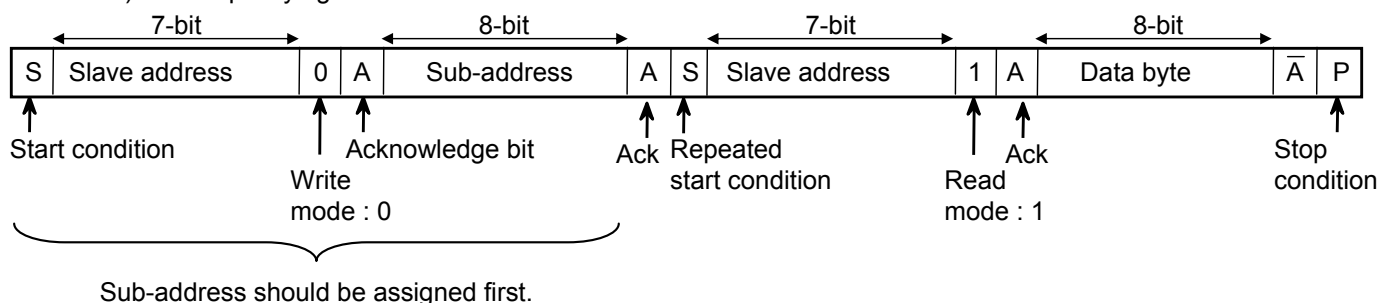 7-bit 8-bit 7-bit 8-bit
S Slave address 0 A Sub-address A S Slave address 1 A Data byte A̅ P
Start condition Acknowledge bit Ack Repeated start condition Ack Stop condition
Write mode : 0 Read mode : 1
Sub-address should be assigned first.